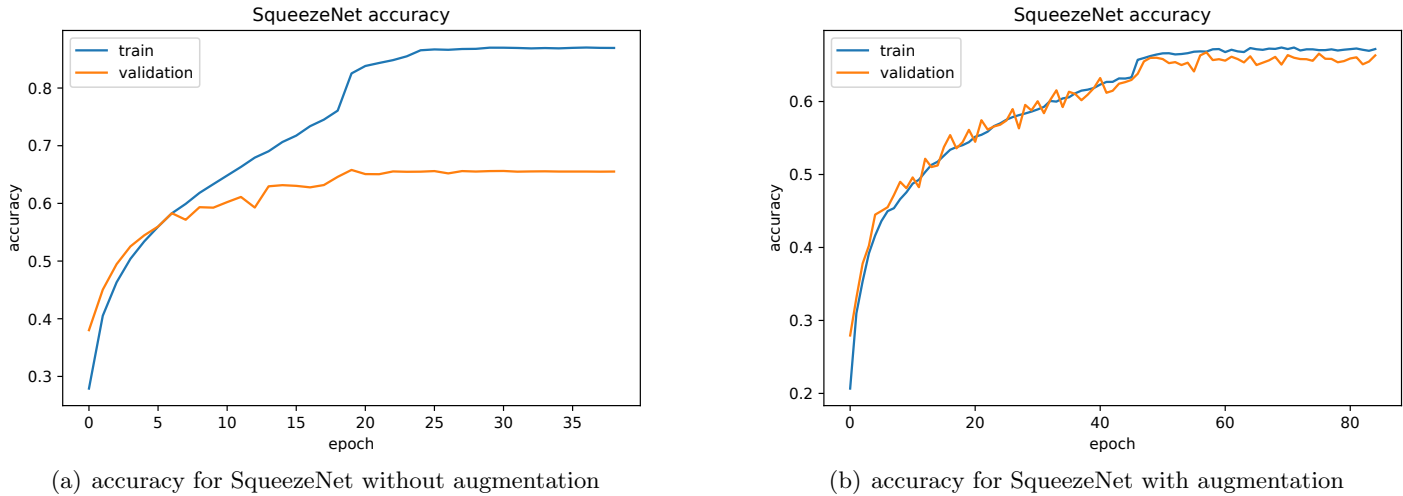 SqueezeNet accuracy
train
validation
0.8
0.7
0.6
0.5
0.4
0.3
accuracy
0 5 10 15 20 25 30 35
epoch
(a) accuracy for SqueezeNet without augmentation
SqueezeNet accuracy
train
validation
0.6
0.5
0.4
0.3
0.2
accuracy
0 20 40 60 80
epoch
(b) accuracy for SqueezeNet with augmentation